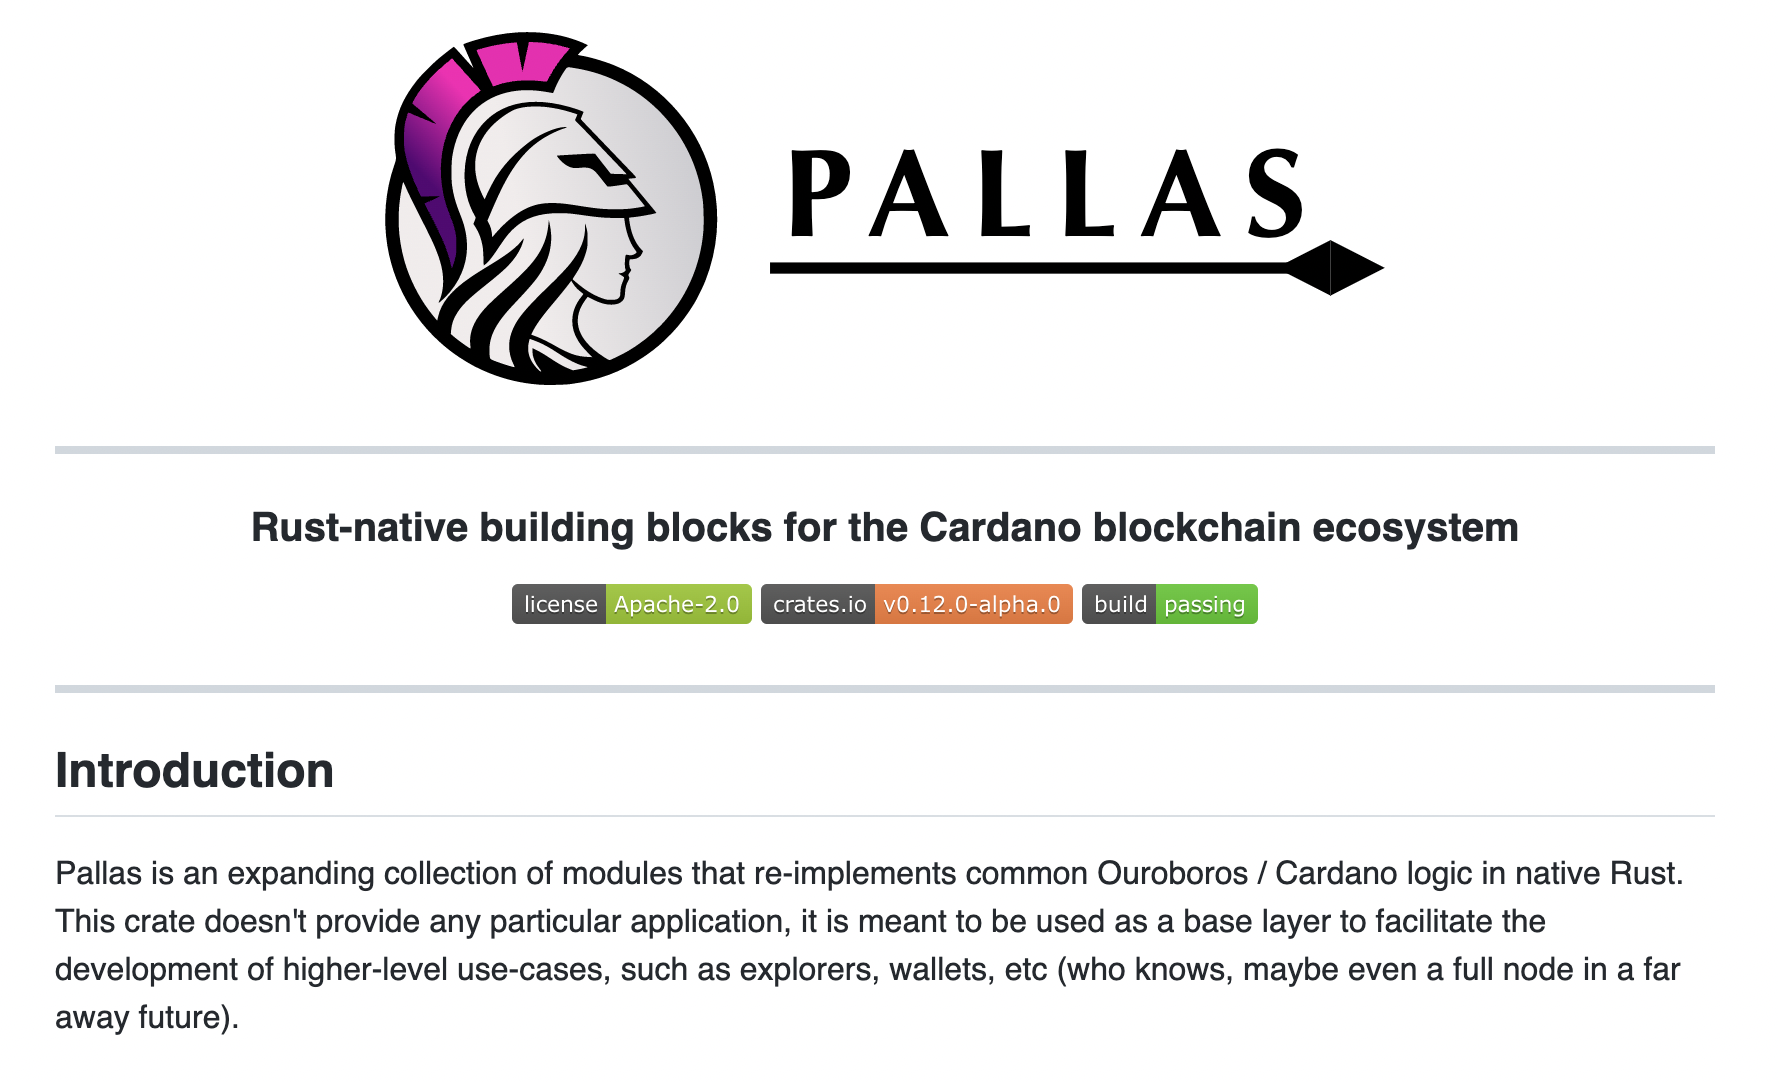 PALLAS
Rust-native building blocks for the Cardano blockchain ecosystem
license Apache-2.0 crates.io v0.12.0-alpha.0 build passing
Introduction
Pallas is an expanding collection of modules that re-implements common Ouroboros / Cardano logic in native Rust.
This crate doesn't provide any particular application, it is meant to be used as a base layer to facilitate the
development of higher-level use-cases, such as explorers, wallets, etc (who knows, maybe even a full node in a far
away future).